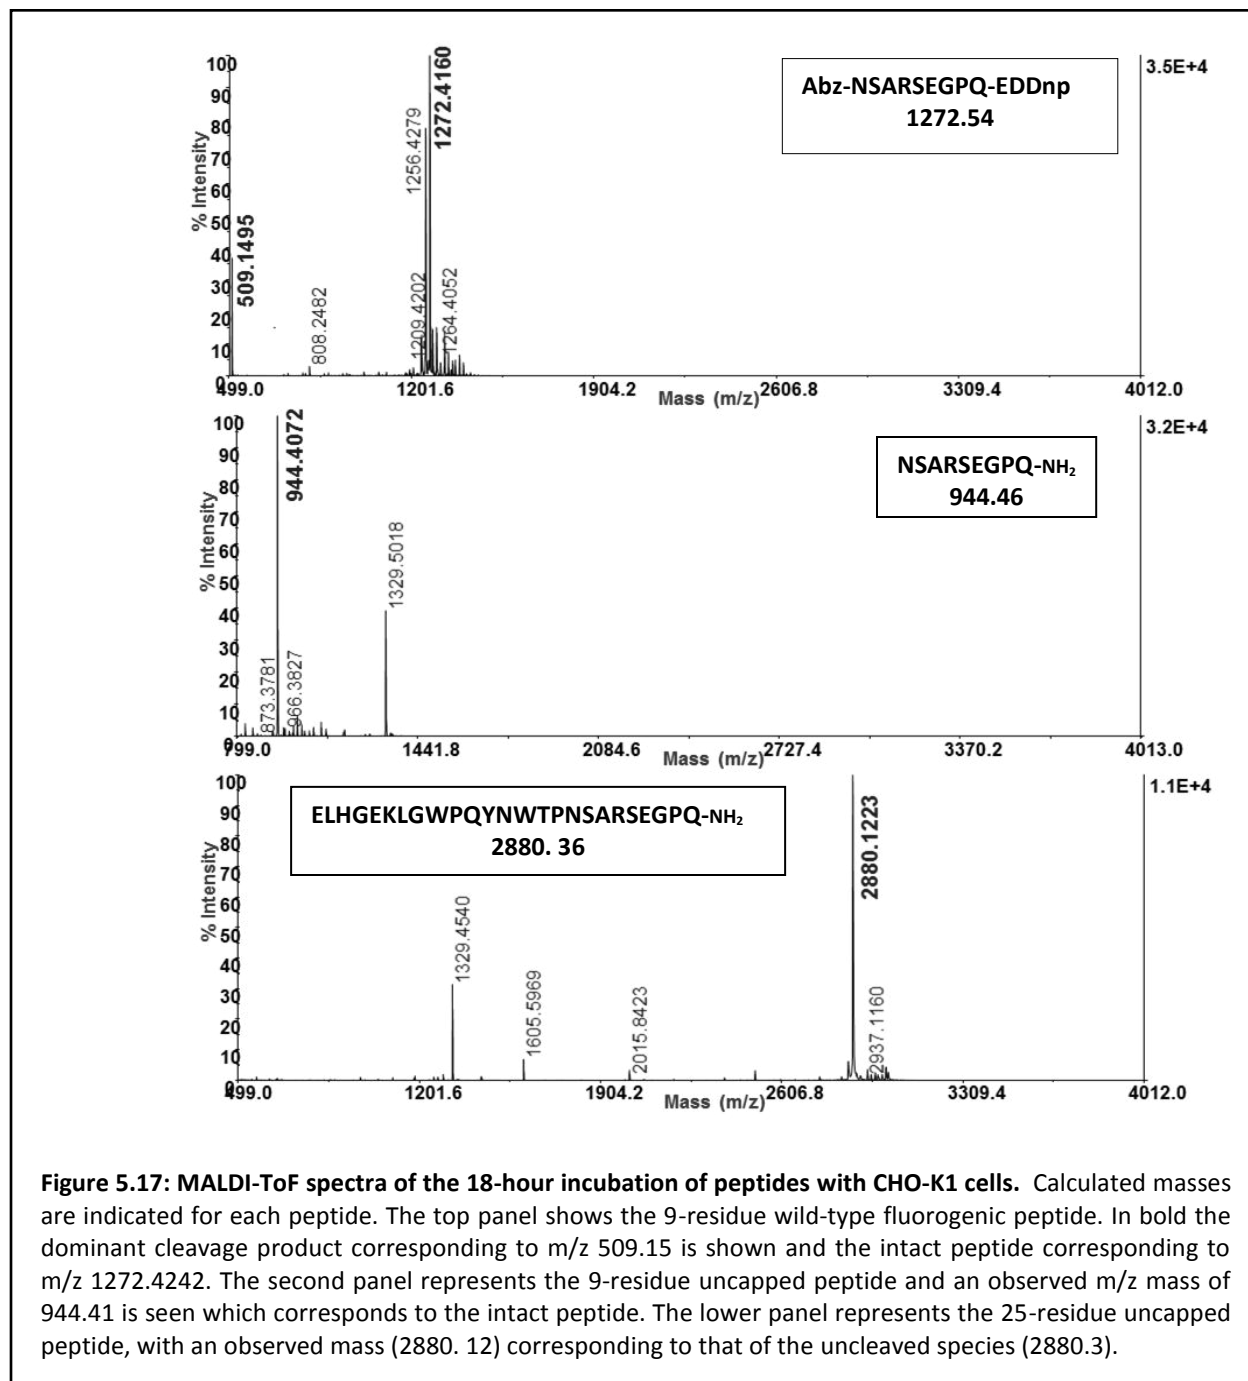 100
90
80
70
60
50
40
30
20
10
0
% Intensity
509.1495
808.2482
1209.4202
1256.4279
1272.4160
1264.4052
3.5E+4
Abz-NSARSEGPQ-EDDnp
1272.54
499.0 1201.6 1904.2 2606.8 3309.4 4012.0
Mass (m/z)
100
90
80
70
60
50
40
30
20
10
0
% Intensity
873.3781
944.4072
966.3827
1329.5018
3.2E+4
NSARSEGPQ-NH₂
944.46
799.0 1441.8 2084.6 2727.4 3370.2 4013.0
Mass (m/z)
100
90
80
70
60
50
40
30
20
10
0
% Intensity
ELHGEKLGWPQYNWTPNSARSEGPQ-NH₂
2880. 36
1329.4540
1605.5969
2015.8423
2880.1223
2937.1160
1.1E+4
499.0 1201.6 1904.2 2606.8 3309.4 4012.0
Mass (m/z)
Figure 5.17: MALDI-ToF spectra of the 18-hour incubation of peptides with CHO-K1 cells. Calculated masses
are indicated for each peptide. The top panel shows the 9-residue wild-type fluorogenic peptide. In bold the
dominant cleavage product corresponding to m/z 509.15 is shown and the intact peptide corresponding to
m/z 1272.4242. The second panel represents the 9-residue uncapped peptide and an observed m/z mass of
944.41 is seen which corresponds to the intact peptide. The lower panel represents the 25-residue uncapped
peptide, with an observed mass (2880. 12) corresponding to that of the uncleaved species (2880.3).